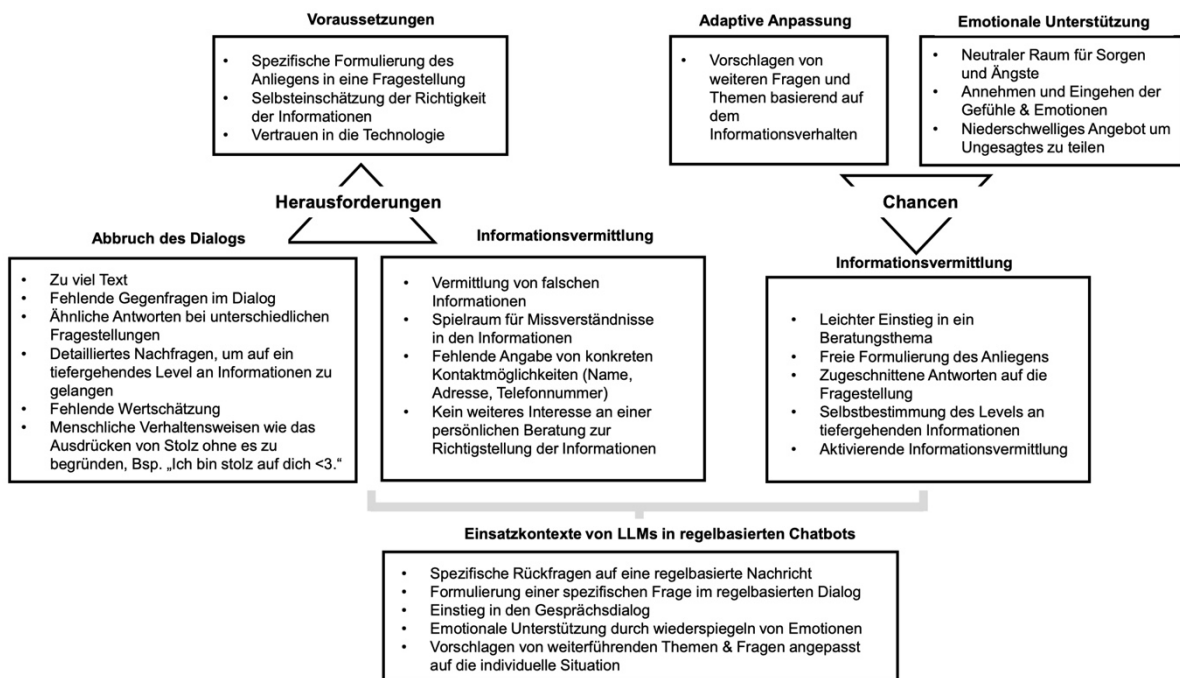 Voraussetzungen
• Spezifische Formulierung des
Anliegens in eine Fragestellung
• Selbsteinschätzung der Richtigkeit
der Informationen
• Vertrauen in die Technologie
Adaptive Anpassung
• Vorschlagen von
weiteren Fragen und
Themen basierend auf
dem
Informationsverhalten
Emotionale Unterstützung
• Neutraler Raum für Sorgen
und Ängste
• Annehmen und Eingehen der
Gefühle & Emotionen
• Niederschwelliges Angebot um
Ungesagtes zu teilen
Herausforderungen
Chancen
Abbruch des Dialogs
• Zu viel Text
• Fehlende Gegenfragen im Dialog
• Ähnliche Antworten bei unterschiedlichen
Fragestellungen
• Detailliertes Nachfragen, um auf ein
tiefergehendes Level an Informationen zu
gelangen
• Fehlende Wertschätzung
• Menschliche Verhaltensweisen wie das
Ausdrücken von Stolz ohne es zu
begründen, Bsp. „Ich bin stolz auf dich <3.“
Informationsvermittlung
• Vermittlung von falschen
Informationen
• Spielraum für Missverständnisse
in den Informationen
• Fehlende Angabe von konkreten
Kontaktmöglichkeiten (Name,
Adresse, Telefonnummer)
• Kein weiteres Interesse an einer
persönlichen Beratung zur
Richtigstellung der Informationen
Informationsvermittlung
• Leichter Einstieg in ein
Beratungsthema
• Freie Formulierung des Anliegens
• Zugeschnittene Antworten auf die
Fragestellung
• Selbstbestimmung des Levels an
tiefergehenden Informationen
• Aktivierende Informationsvermittlung
Einsatzkontexte von LLMs in regelbasierten Chatbots
• Spezifische Rückfragen auf eine regelbasierte Nachricht
• Formulierung einer spezifischen Frage im regelbasierten Dialog
• Einstieg in den Gesprächsdialog
• Emotionale Unterstützung durch wiederspiegeln von Emotionen
• Vorschlagen von weiterführenden Themen & Fragen angepasst
auf die individuelle Situation